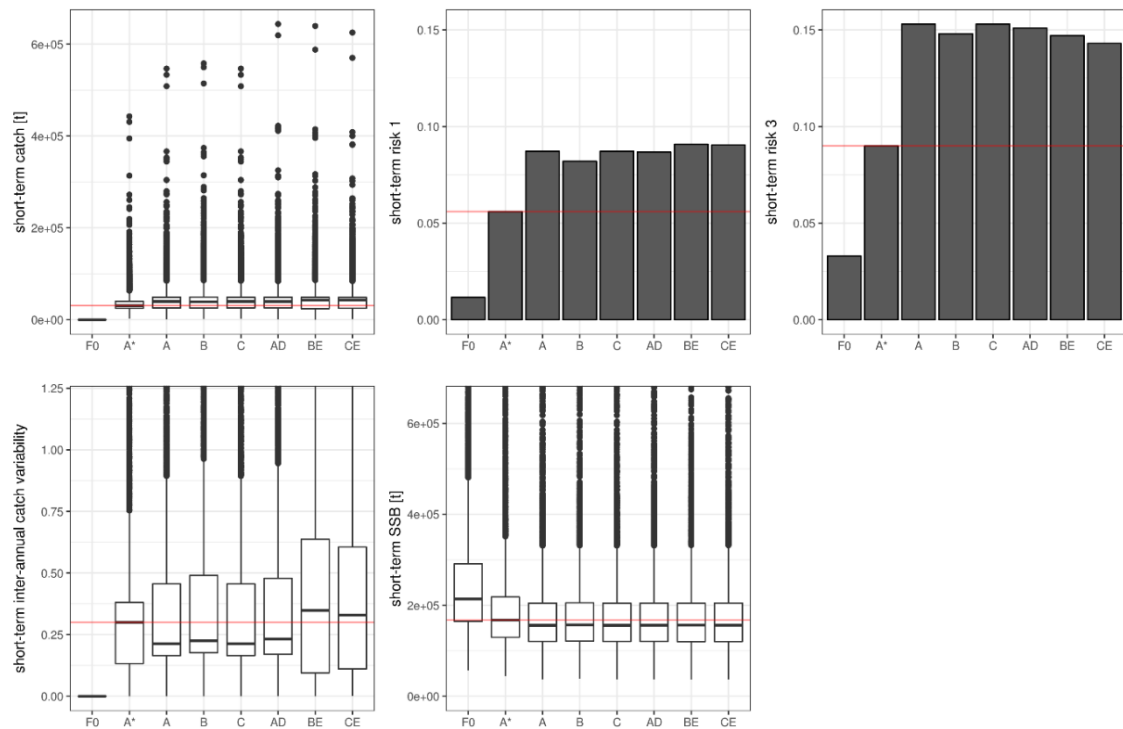 short-term catch [t]
6e+05
4e+05
2e+05
0e+00
F0 A* A B C AD BE CE
short-term risk 1
0.15
0.10
0.05
0.00
F0 A* A B C AD BE CE
short-term risk 3
0.15
0.10
0.05
0.00
F0 A* A B C AD BE CE
short-term inter-annual catch variability
1.25
1.00
0.75
0.50
0.25
0.00
F0 A* A B C AD BE CE
short-term SSB [t]
6e+05
4e+05
2e+05
0e+00
F0 A* A B C AD BE CE